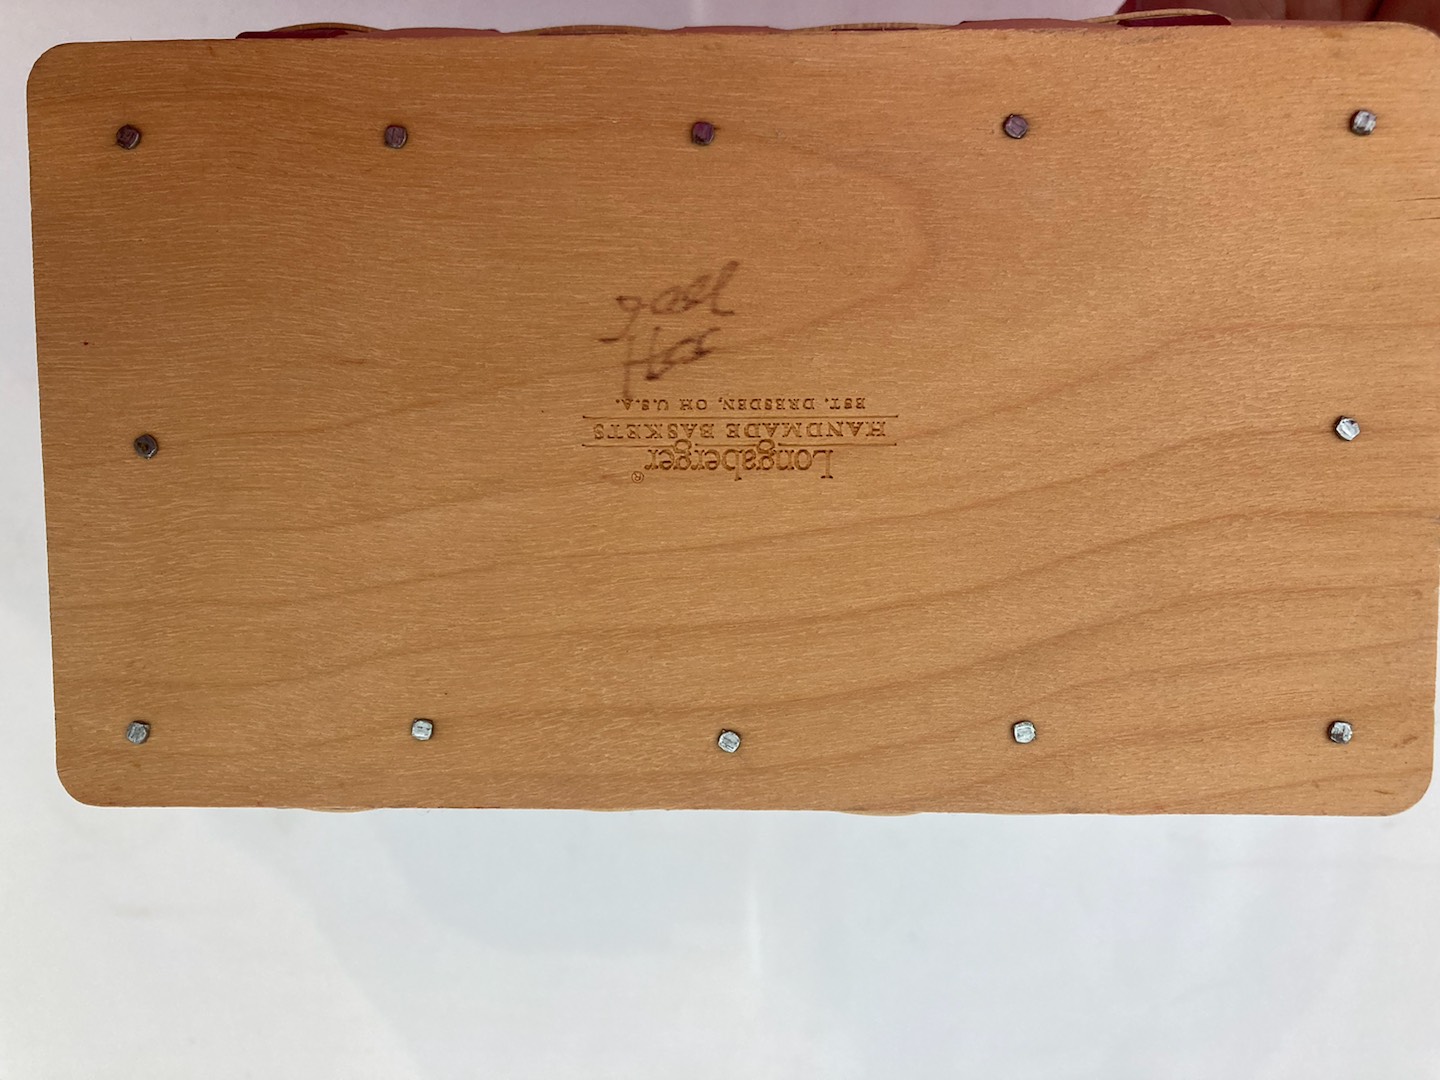 Longaberger®
HANDMADE BASKETS
EST. DRESDEN, OH U.S.A.